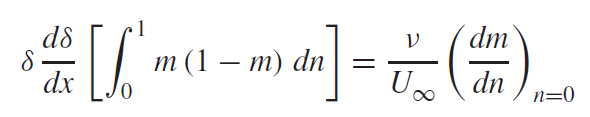 δ dδ/dx [∫₀¹ m (1 – m) dn] = ν/U∞ (dm/dn)ₙ₌₀